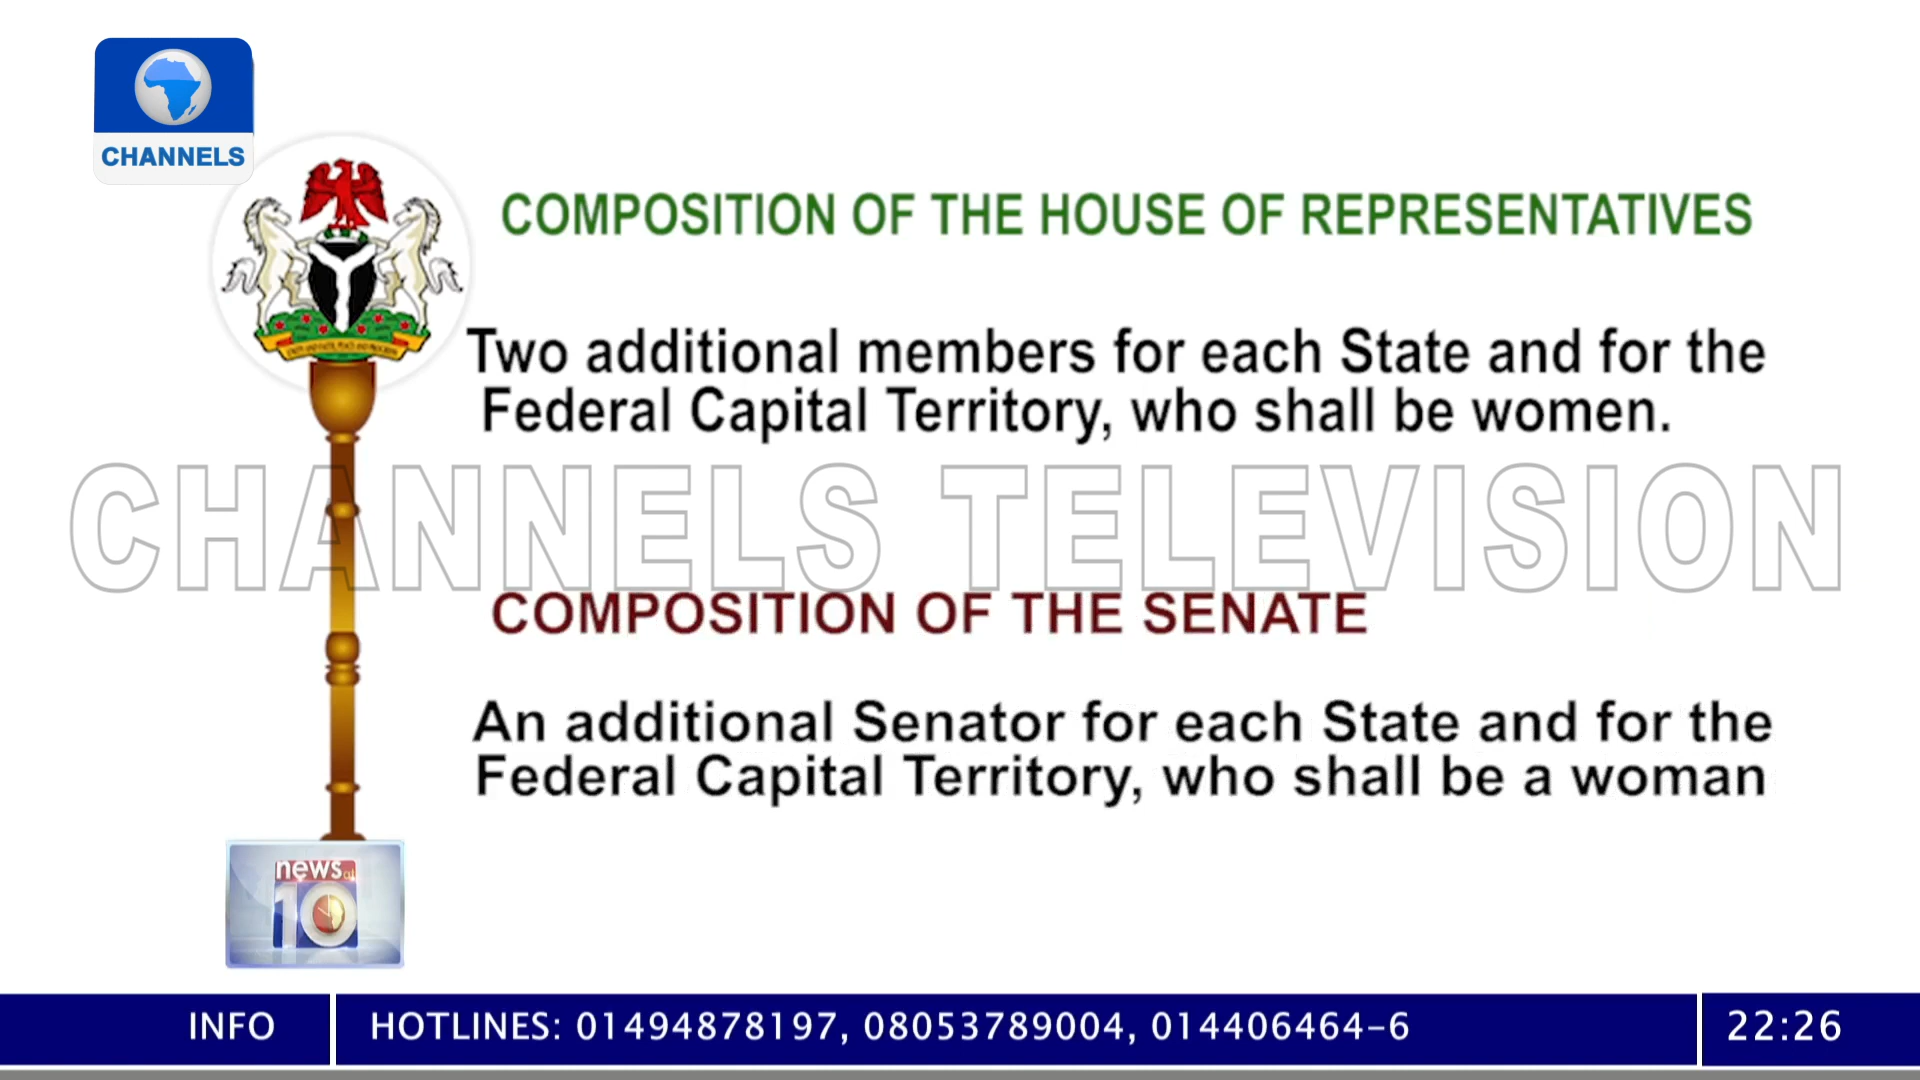 CHANNELS
COMPOSITION OF THE HOUSE OF REPRESENTATIVES
Two additional members for each State and for the
Federal Capital Territory, who shall be women.
CHANNELS TELEVISION
COMPOSITION OF THE SENATE
An additional Senator for each State and for the
Federal Capital Territory, who shall be a woman
news at
10
INFO
HOTLINES: 01494878197, 08053789004, 014406464-6
22:26